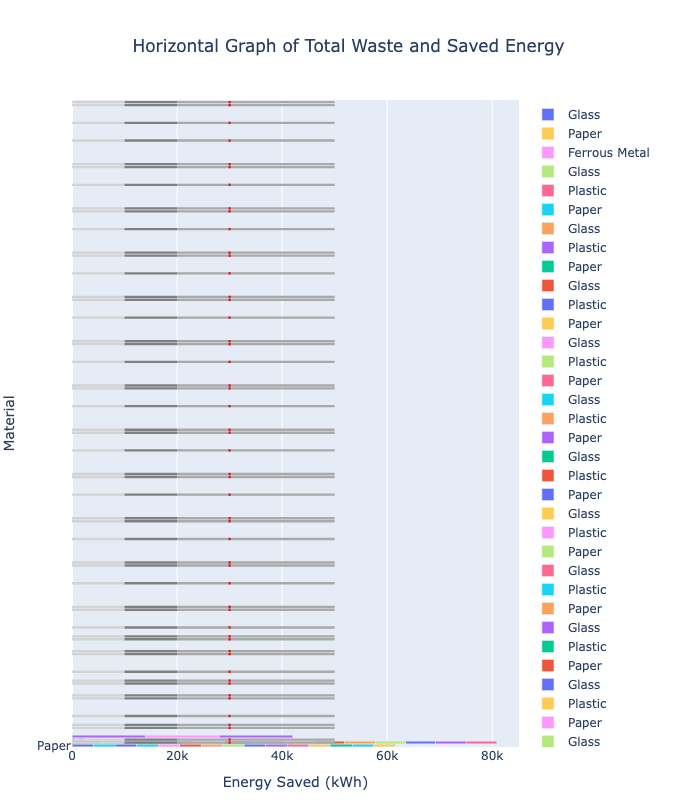 Horizontal Graph of Total Waste and Saved Energy
Material
Paper
0 20k 40k 60k 80k
Energy Saved (kWh)
Glass
Paper
Ferrous Metal
Glass
Plastic
Paper
Glass
Plastic
Paper
Glass
Plastic
Paper
Glass
Plastic
Paper
Glass
Plastic
Paper
Glass
Plastic
Paper
Glass
Plastic
Paper
Glass
Plastic
Paper
Glass
Plastic
Paper
Glass
Plastic
Paper
Glass